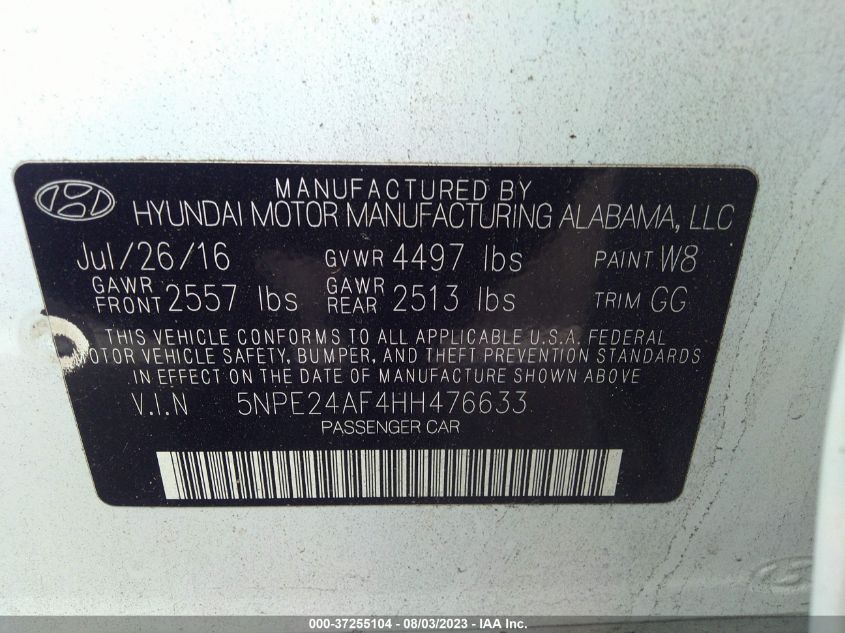 MANUFACTURED BY
HYUNDAI MOTOR MANUFACTURING ALABAMA, LLC
Jul/26/16 GVWR 4497 lbs PAINT W8
GAWR FRONT 2557 lbs GAWR REAR 2513 lbs TRIM GG
THIS VEHICLE CONFORMS TO ALL APPLICABLE U.S.A. FEDERAL
MOTOR VEHICLE SAFETY, BUMPER, AND THEFT PREVENTION STANDARDS
IN EFFECT ON THE DATE OF MANUFACTURE SHOWN ABOVE
V.I.N 5NPE24AF4HH476633
PASSENGER CAR
000-37255104 - 08/03/2023 - IAA Inc.